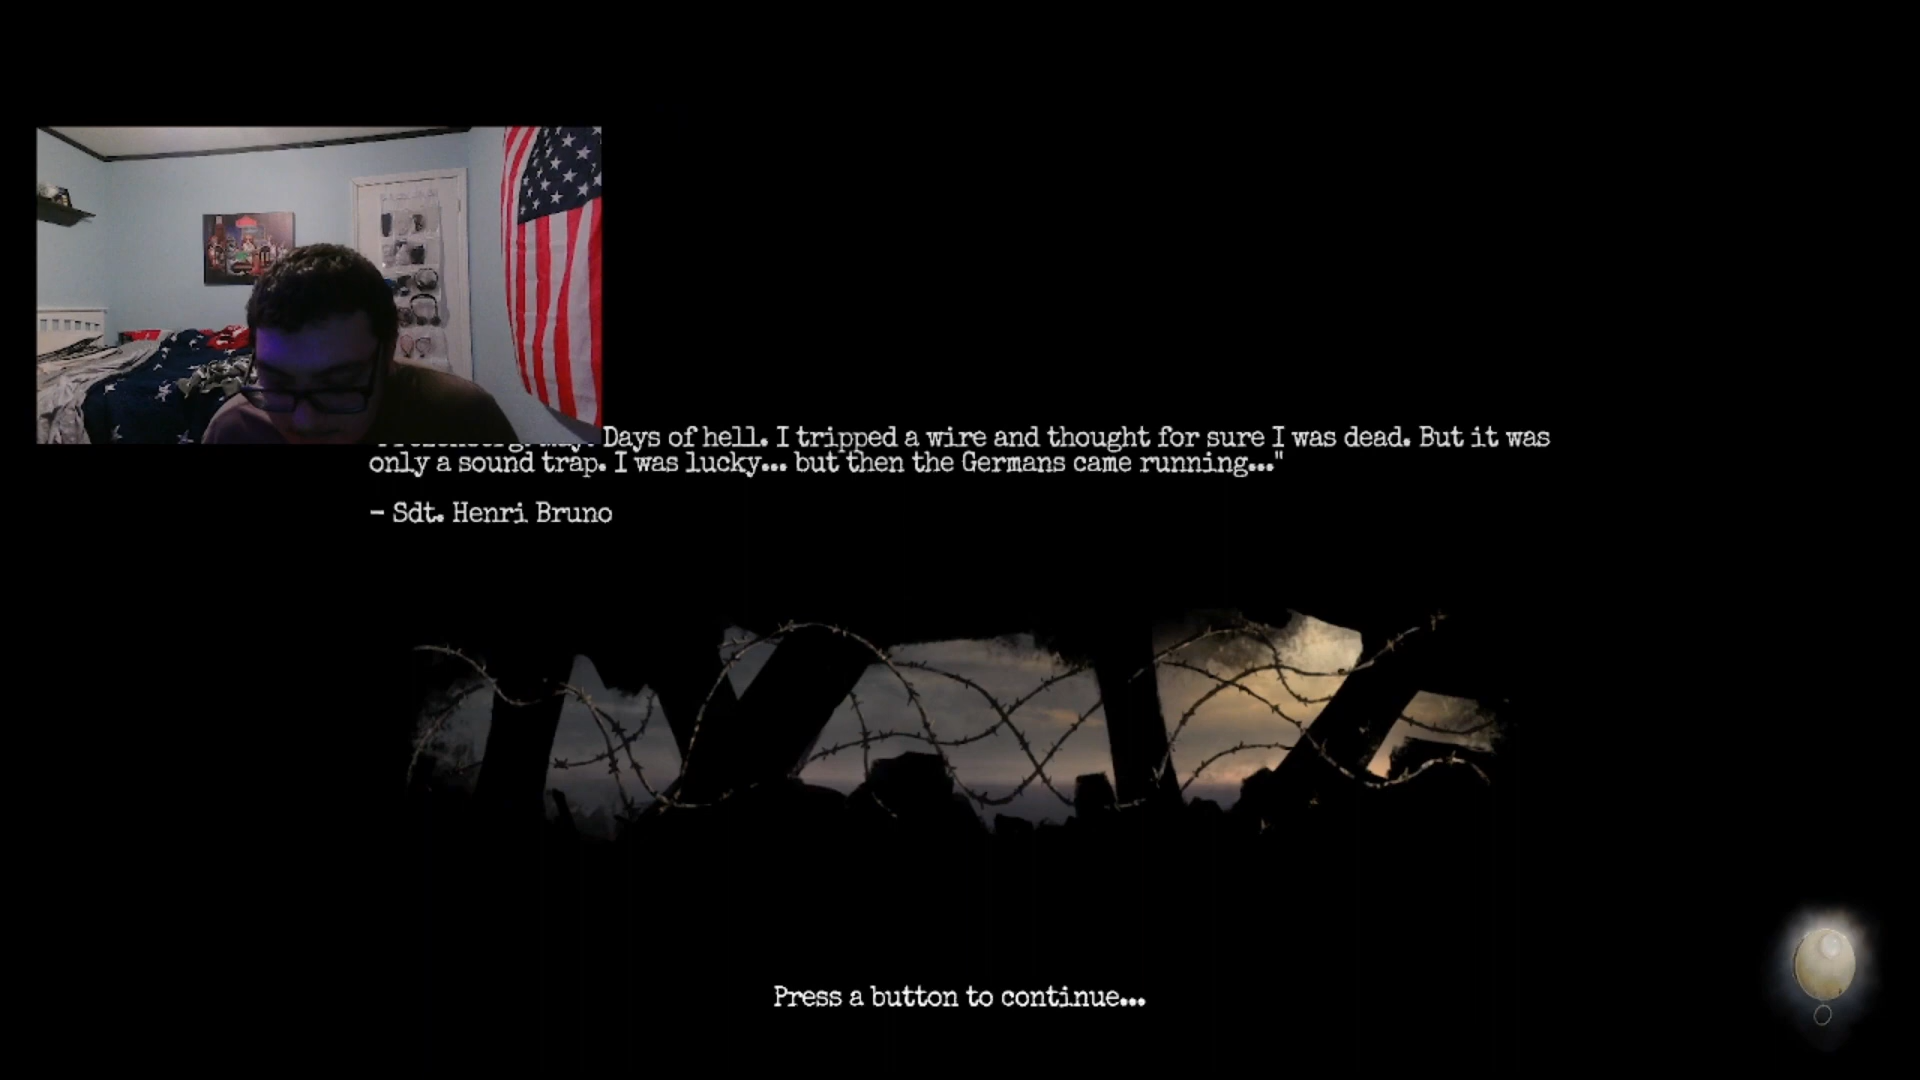 Days of hell. I tripped a wire and thought for sure I was dead. But it was
only a sound trap. I was lucky... but then the Germans came running..."
- Sdt. Henri Bruno
Press a button to continue...